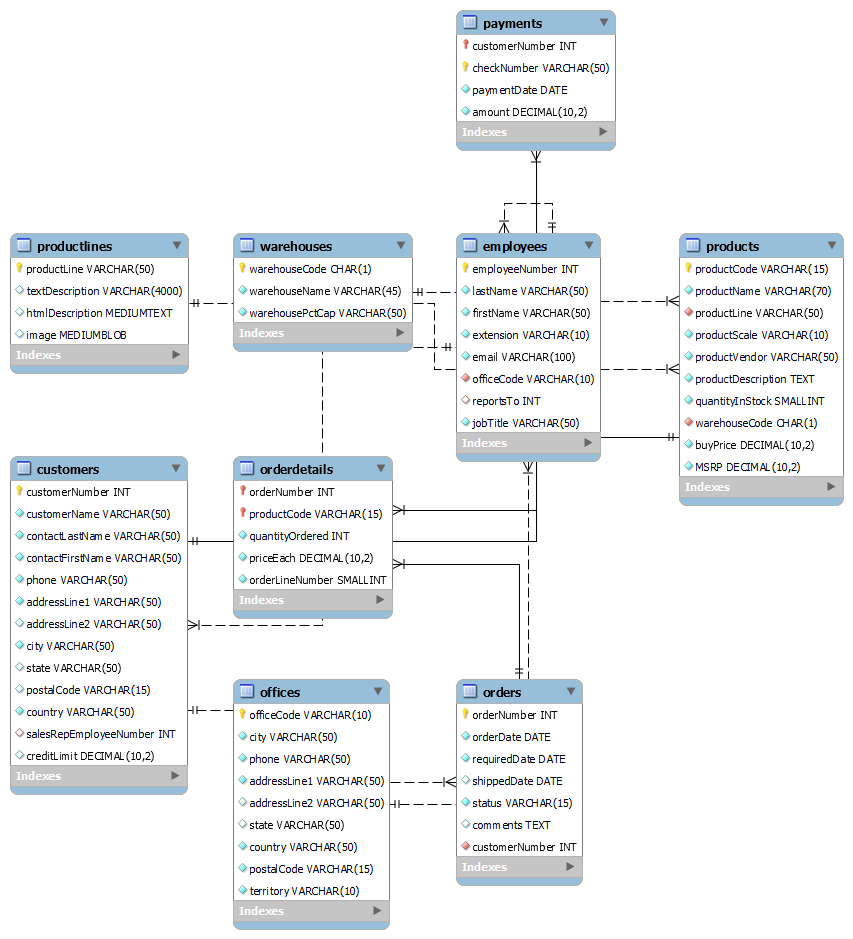 payments
customerNumber INT
checkNumber VARCHAR(50)
paymentDate DATE
amount DECIMAL(10,2)
Indexes
productlines
productLine VARCHAR(50)
textDescription VARCHAR(4000)
htmlDescription MEDIUMTEXT
image MEDIUMBLOB
Indexes
warehouses
warehouseCode CHAR(1)
warehouseName VARCHAR(45)
warehousePctCap VARCHAR(50)
Indexes
employees
employeeNumber INT
lastName VARCHAR(50)
firstName VARCHAR(50)
extension VARCHAR(10)
email VARCHAR(100)
officeCode VARCHAR(10)
reportsTo INT
jobTitle VARCHAR(50)
Indexes
products
productCode VARCHAR(15)
productName VARCHAR(70)
productLine VARCHAR(50)
productScale VARCHAR(10)
productVendor VARCHAR(50)
productDescription TEXT
quantityInStock SMALLINT
warehouseCode CHAR(1)
buyPrice DECIMAL(10,2)
MSRP DECIMAL(10,2)
Indexes
customers
customerNumber INT
customerName VARCHAR(50)
contactLastName VARCHAR(50)
contactFirstName VARCHAR(50)
phone VARCHAR(50)
addressLine1 VARCHAR(50)
addressLine2 VARCHAR(50)
city VARCHAR(50)
state VARCHAR(50)
postalCode VARCHAR(15)
country VARCHAR(50)
salesRepEmployeeNumber INT
creditLimit DECIMAL(10,2)
Indexes
orderdetails
orderNumber INT
productCode VARCHAR(15)
quantityOrdered INT
priceEach DECIMAL(10,2)
orderLineNumber SMALLINT
Indexes
offices
officeCode VARCHAR(10)
city VARCHAR(50)
phone VARCHAR(50)
addressLine1 VARCHAR(50)
addressLine2 VARCHAR(50)
state VARCHAR(50)
country VARCHAR(50)
postalCode VARCHAR(15)
territory VARCHAR(10)
Indexes
orders
orderNumber INT
orderDate DATE
requiredDate DATE
shippedDate DATE
status VARCHAR(15)
comments TEXT
customerNumber INT
Indexes